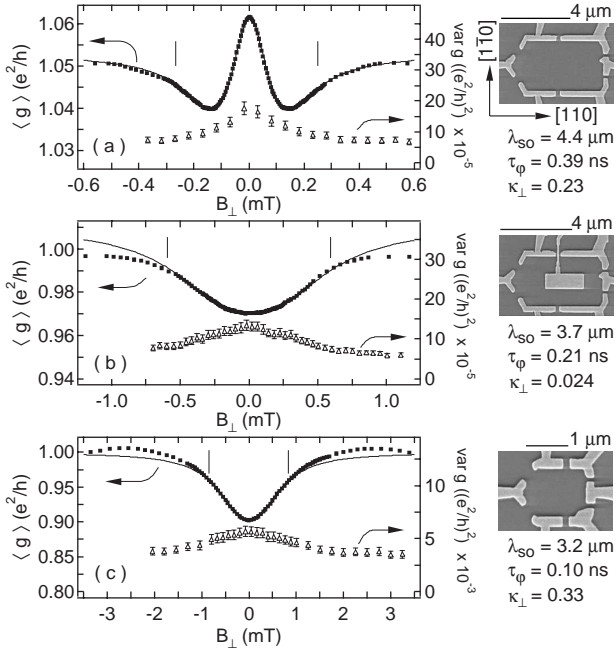 1.06
1.05
1.04
1.03
⟨ g ⟩ (e²/h)
( a )
40
30
20
10
0
var g ((e²/h)²) x 10⁻⁵
-0.6 -0.4 -0.2 0.0 0.2 0.4 0.6
B⊥ (mT)
4 μm
[1̄10]
[110]
λso = 4.4 μm
τφ = 0.39 ns
κ⊥ = 0.23
1.00
0.98
0.96
0.94
⟨ g ⟩ (e²/h)
( b )
30
20
10
0
var g ((e²/h)²) x 10⁻⁵
-1.0 -0.5 0.0 0.5 1.0
B⊥ (mT)
4 μm
λso = 3.7 μm
τφ = 0.21 ns
κ⊥ = 0.024
1.00
0.95
0.90
0.85
0.80
⟨ g ⟩ (e²/h)
( c )
10
5
0
var g ((e²/h)²) x 10⁻³
-3 -2 -1 0 1 2 3
B⊥ (mT)
1 μm
λso = 3.2 μm
τφ = 0.10 ns
κ⊥ = 0.33